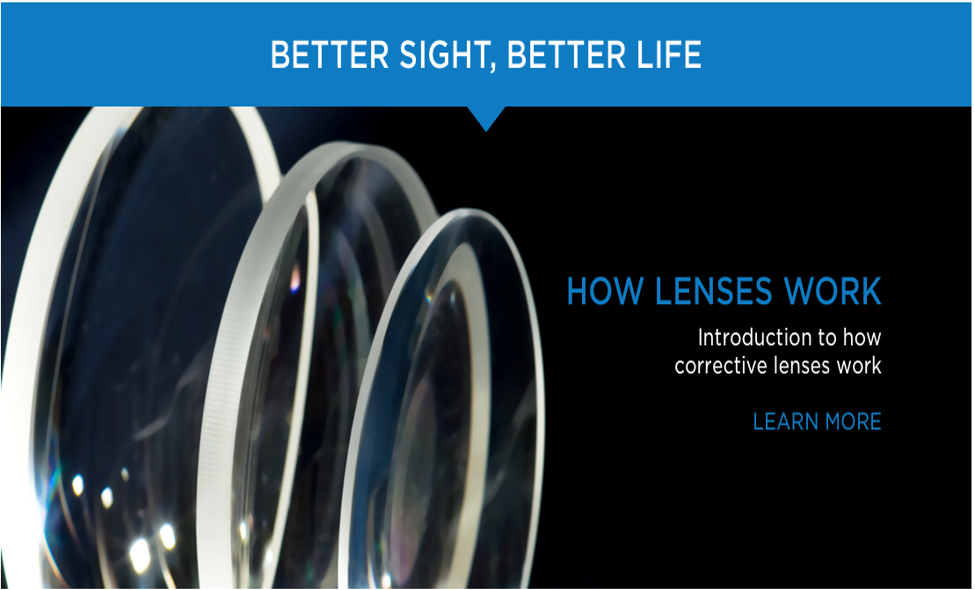 BETTER SIGHT, BETTER LIFE
HOW LENSES WORK
Introduction to how
corrective lenses work
LEARN MORE